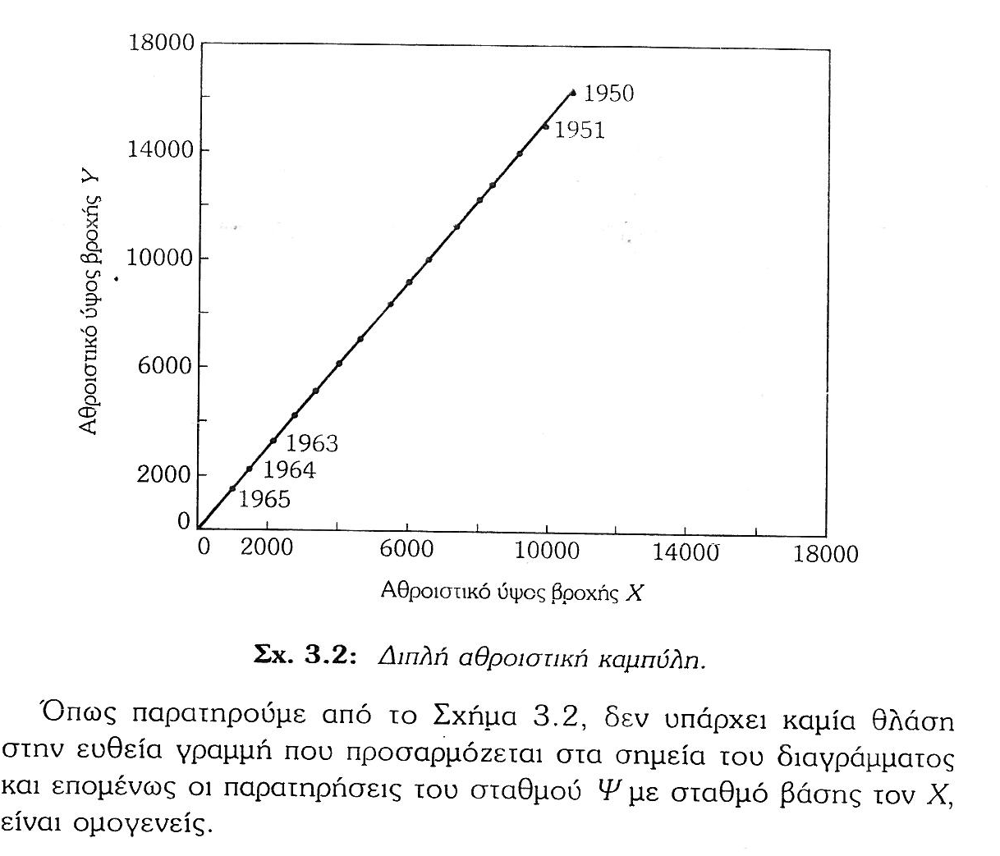 18000
14000
10000
6000
2000
0
Αθροιστικό ύψος βροχής Y
1950
1951
1963
1964
1965
0 2000 6000 10000 14000 18000
Αθροιστικό ύψος βροχής X
Σχ. 3.2: Διπλή αθροιστική καμπύλη.
Όπως παρατηρούμε από το Σχήμα 3.2, δεν υπάρχει καμία θλάση
στην ευθεία γραμμή που προσαρμόζεται στα σημεία του διαγράμματος
και επομένως οι παρατηρήσεις του σταθμού Ψ με σταθμό βάσης τον X,
είναι ομογενείς.